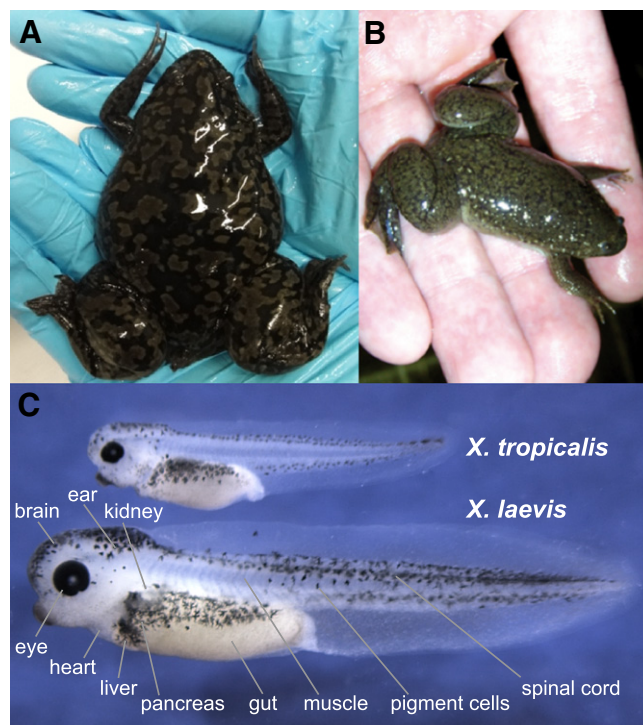 A
B
C
X. tropicalis
X. laevis
ear
brain
kidney
eye
heart
liver
pancreas
gut
muscle
pigment cells
spinal cord